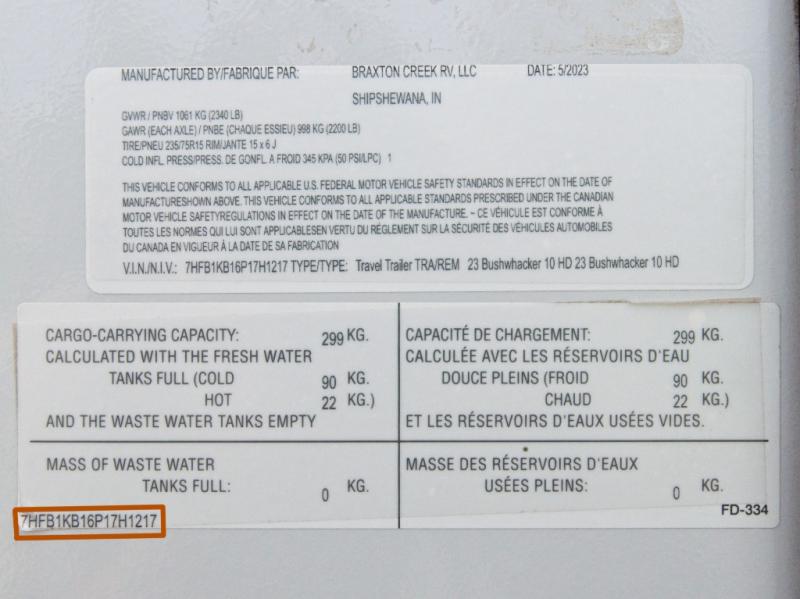 MANUFACTURED BY/FABRIQUE PAR: BRAXTON CREEK RV, LLC DATE: 5/2023
SHIPSHEWANA, IN
GVWR / PNBV 1061 KG (2340 LB)
GAWR (EACH AXLE) / PNBE (CHAQUE ESSIEU) 998 KG (2200 LB)
TIRE/PNEU 235/75R15 RIM/JANTE 15 x 6 J
COLD INFL. PRESS/PRESS. DE GONFL. A FROID 345 KPA (50 PSI/LPC) 1
THIS VEHICLE CONFORMS TO ALL APPLICABLE U.S. FEDERAL MOTOR VEHICLE SAFETY STANDARDS IN EFFECT ON THE DATE OF
MANUFACTURESHOWN ABOVE. THIS VEHICLE CONFORMS TO ALL APPLICABLE STANDARDS PRESCRIBED UNDER THE CANADIAN
MOTOR VEHICLE SAFETYREGULATIONS IN EFFECT ON THE DATE OF THE MANUFACTURE. ~ CE VÉHICULE EST CONFORME À
TOUTES LES NORMES QUI LUI SONT APPLICABLESEN VERTU DU RÉGLEMENT SUR LA SÉCURITÉ DES VÉHICULES AUTOMOBILES
DU CANADA EN VIGUEUR À LA DATE DE SA FABRICATION
V.I.N./N.I.V.: 7HFB1KB16P17H1217 TYPE/TYPE: Travel Trailer TRA/REM 23 Bushwhacker 10 HD 23 Bushwhacker 10 HD
CARGO-CARRYING CAPACITY: 299 KG.
CALCULATED WITH THE FRESH WATER
TANKS FULL (COLD 90 KG.
HOT 22 KG.)
AND THE WASTE WATER TANKS EMPTY
CAPACITÉ DE CHARGEMENT: 299 KG.
CALCULÉE AVEC LES RÉSERVOIRS D'EAU
DOUCE PLEINS (FROID 90 KG.
CHAUD 22 KG.)
ET LES RÉSERVOIRS D'EAUX USÉES VIDES.
MASS OF WASTE WATER
TANKS FULL: 0 KG.
MASSE DES RÉSERVOIRS D'EAUX
USÉES PLEINS: 0 KG.
7HFB1KB16P17H1217
FD-334